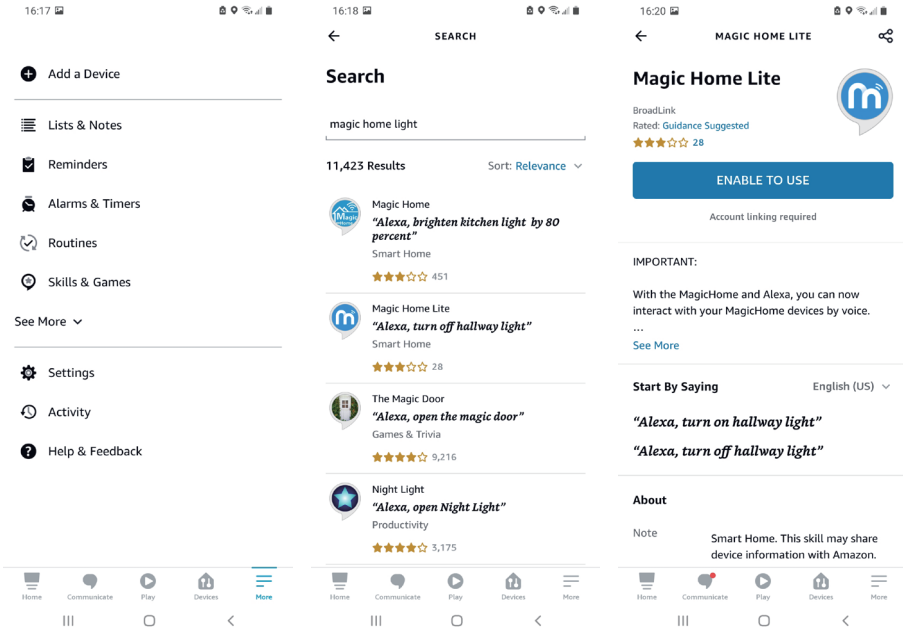 16:17
Add a Device
Lists & Notes
Reminders
Alarms & Timers
Routines
Skills & Games
See More
Settings
Activity
Help & Feedback
Home Communicate Play Devices More
16:18
SEARCH
Search
magic home light
11,423 Results Sort: Relevance
Magic
Magic Home
“Alexa, brighten kitchen light by 80
percent”
Smart Home
451
m
Magic Home Lite
“Alexa, turn off hallway light”
Smart Home
28
The Magic Door
“Alexa, open the magic door”
Games & Trivia
9,216
Night Light
“Alexa, open Night Light”
Productivity
3,175
Home Communicate Play Devices More
16:20
MAGIC HOME LITE
Magic Home Lite
m
BroadLink
Rated: Guidance Suggested
28
ENABLE TO USE
Account linking required
IMPORTANT:
With the MagicHome and Alexa, you can now
interact with your MagicHome devices by voice.
...
See More
Start By Saying English (US)
“Alexa, turn on hallway light”
“Alexa, turn off hallway light”
About
Note Smart Home. This skill may share
device information with Amazon.
Home Communicate Play Devices More